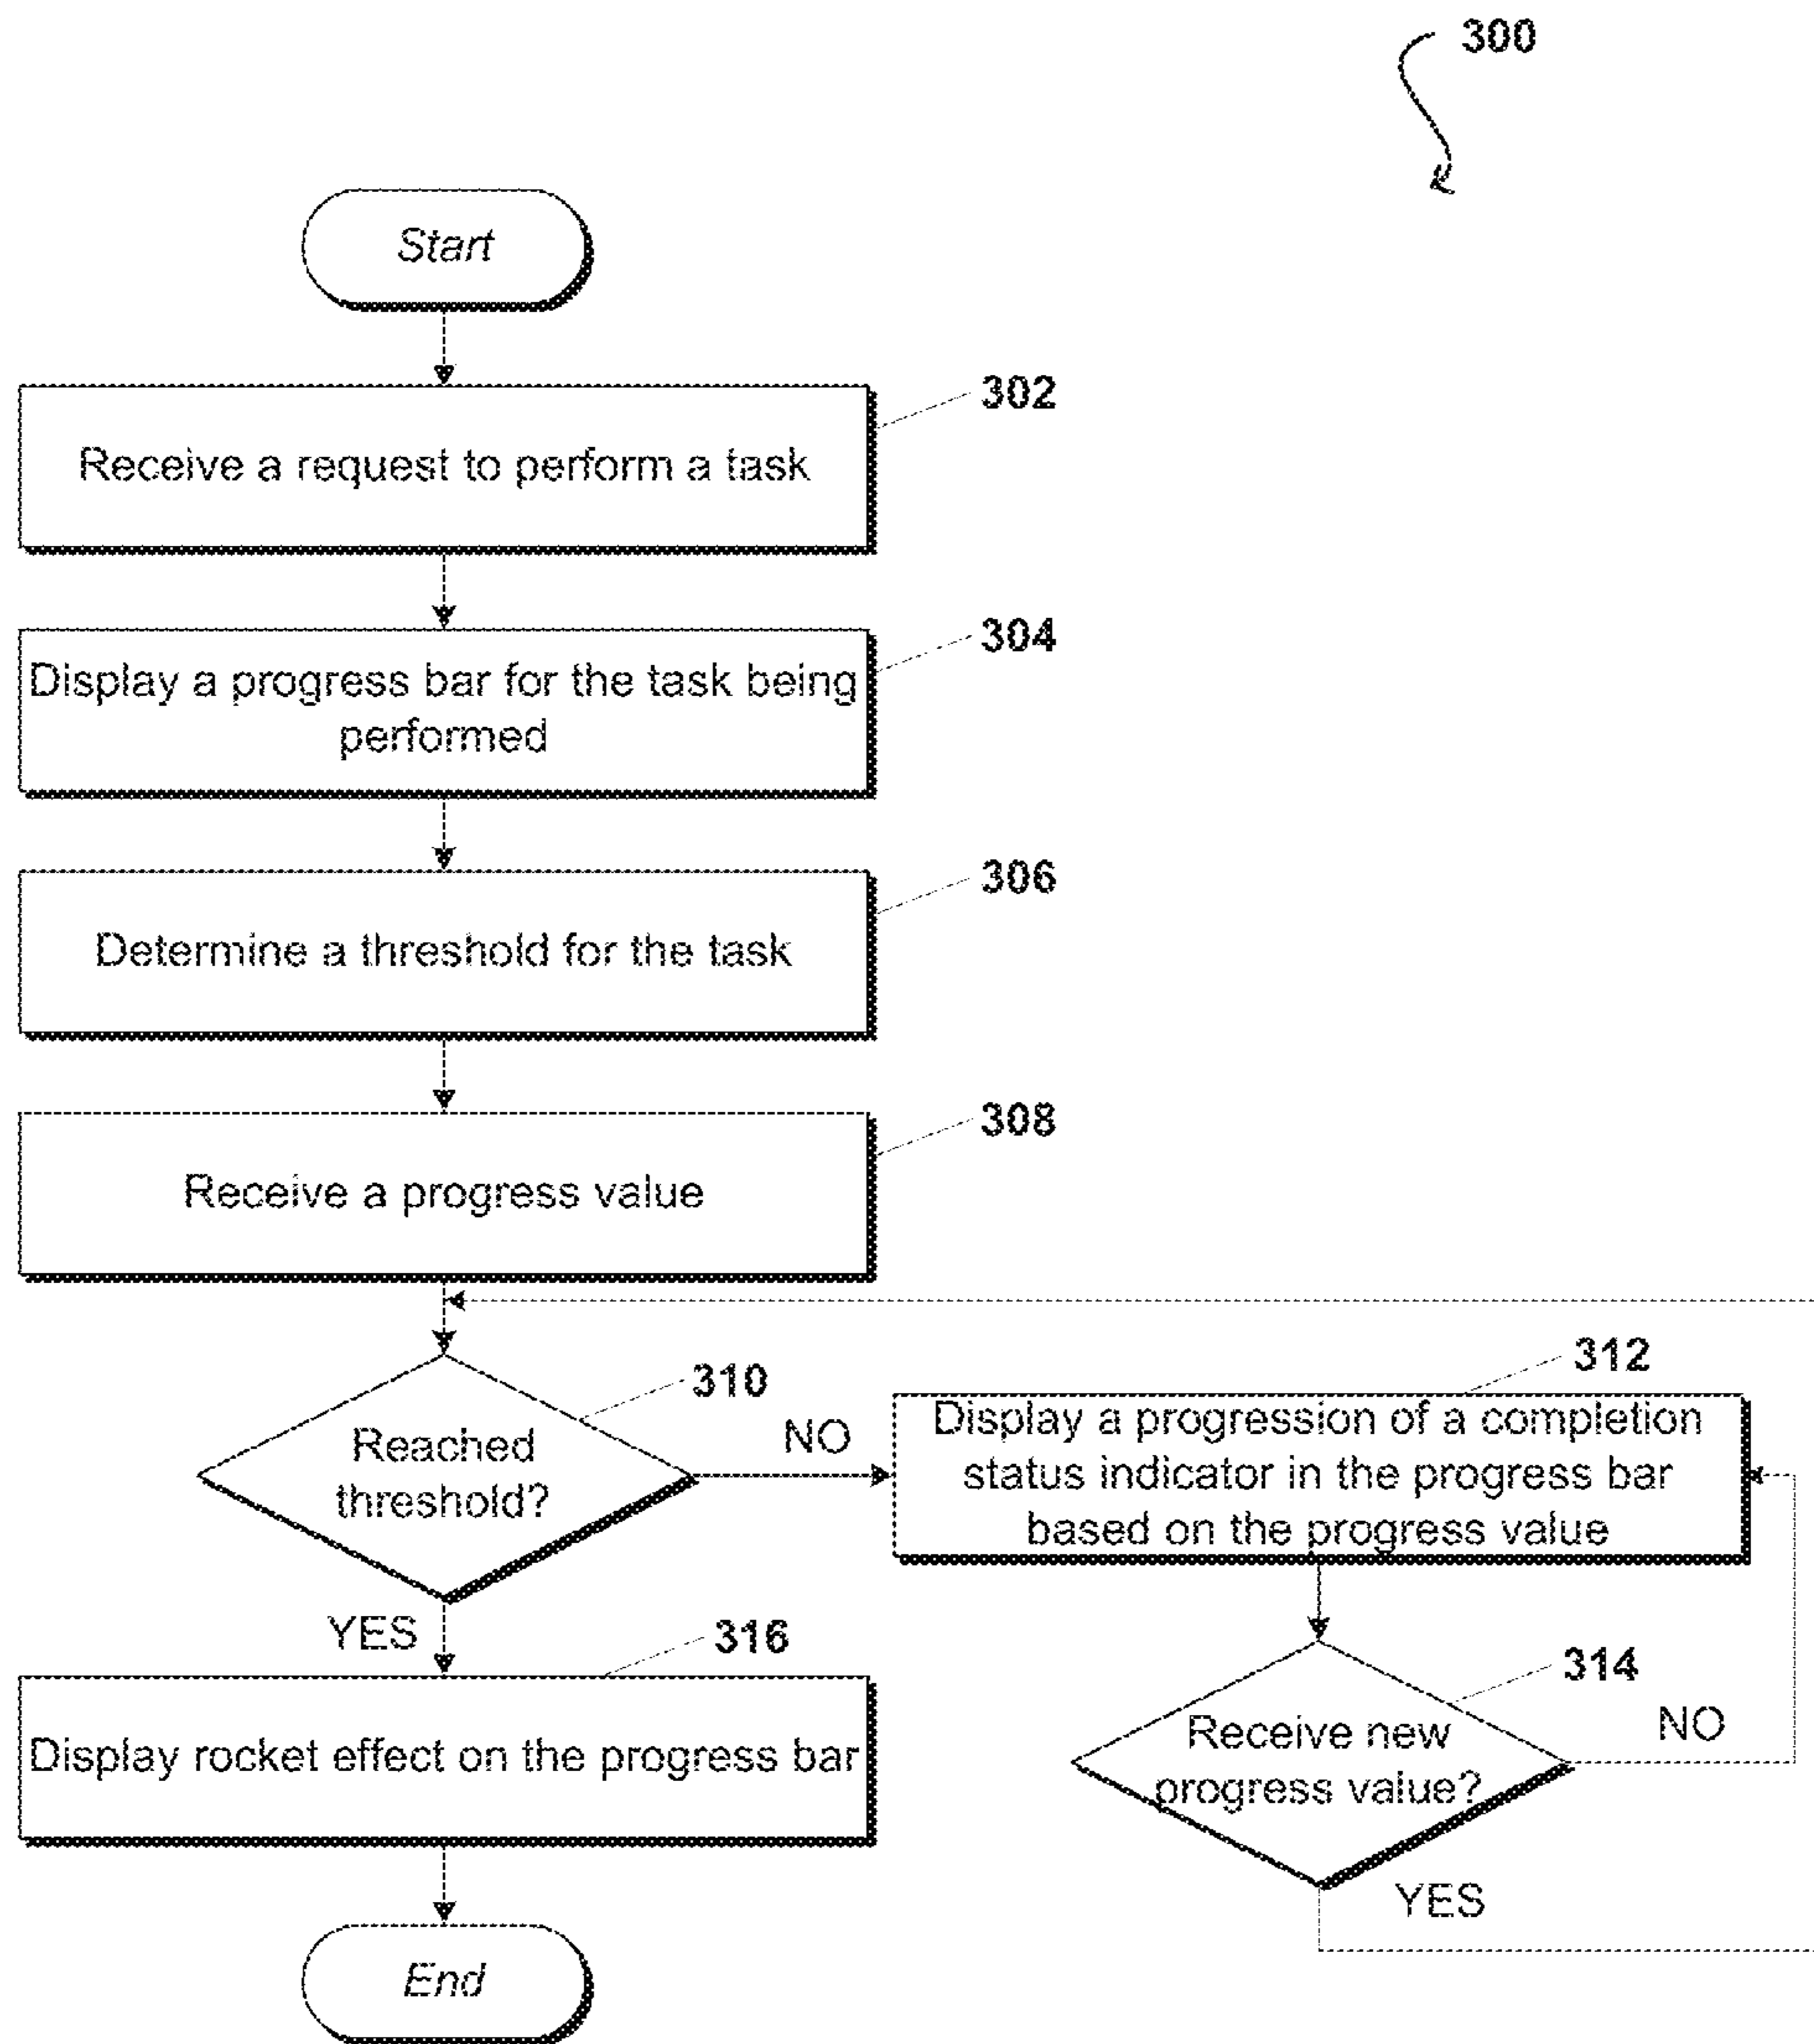 300
Start
302
Receive a request to perform a task
304
Display a progress bar for the task being
performed
306
Determine a threshold for the task
308
Receive a progress value
310
Reached
threshold?
NO
312
Display a progression of a completion
status indicator in the progress bar
based on the progress value
YES
316
Display rocket effect on the progress bar
314
Receive new
progress value?
NO
YES
End